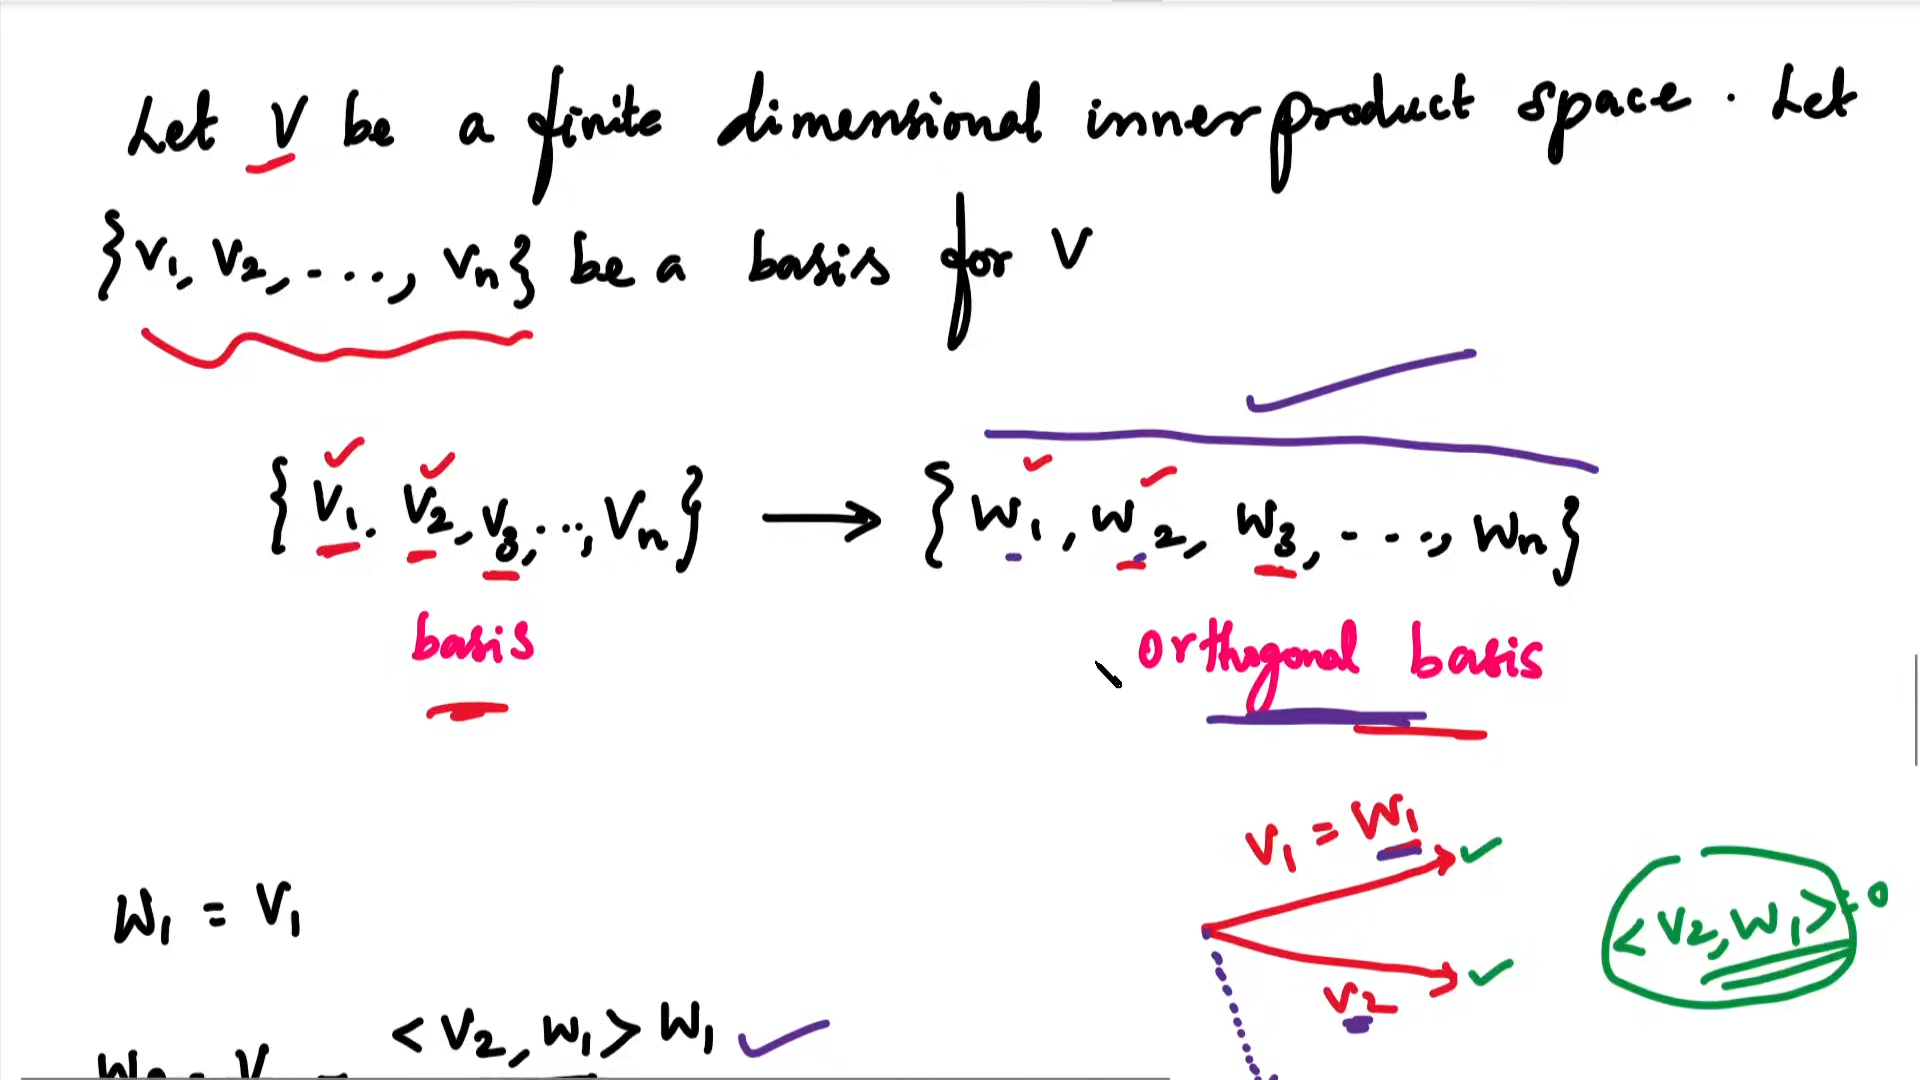 Let V be a finite dimensional inner product space. Let
{v1, v2, ..., vn} be a basis for V
{v1, v2, v3, ..., vn} → {w1, w2, w3, ..., wn}
basis
orthogonal basis
v1 = w1
w1 = v1
<v2, w1> = 0
v2
<v2, w1> w1